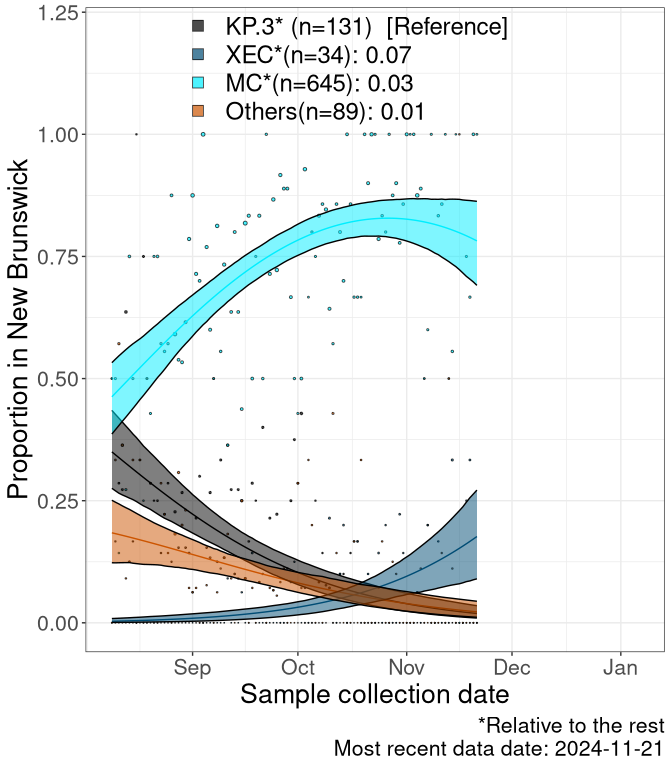 KP.3* (n=131)  [Reference]
XEC*(n=34): 0.07
MC*(n=645): 0.03
Others(n=89): 0.01
Proportion in New Brunswick
1.25
1.00
0.75
0.50
0.25
0.00
Sep Oct Nov Dec Jan
Sample collection date
*Relative to the rest
Most recent data date: 2024-11-21